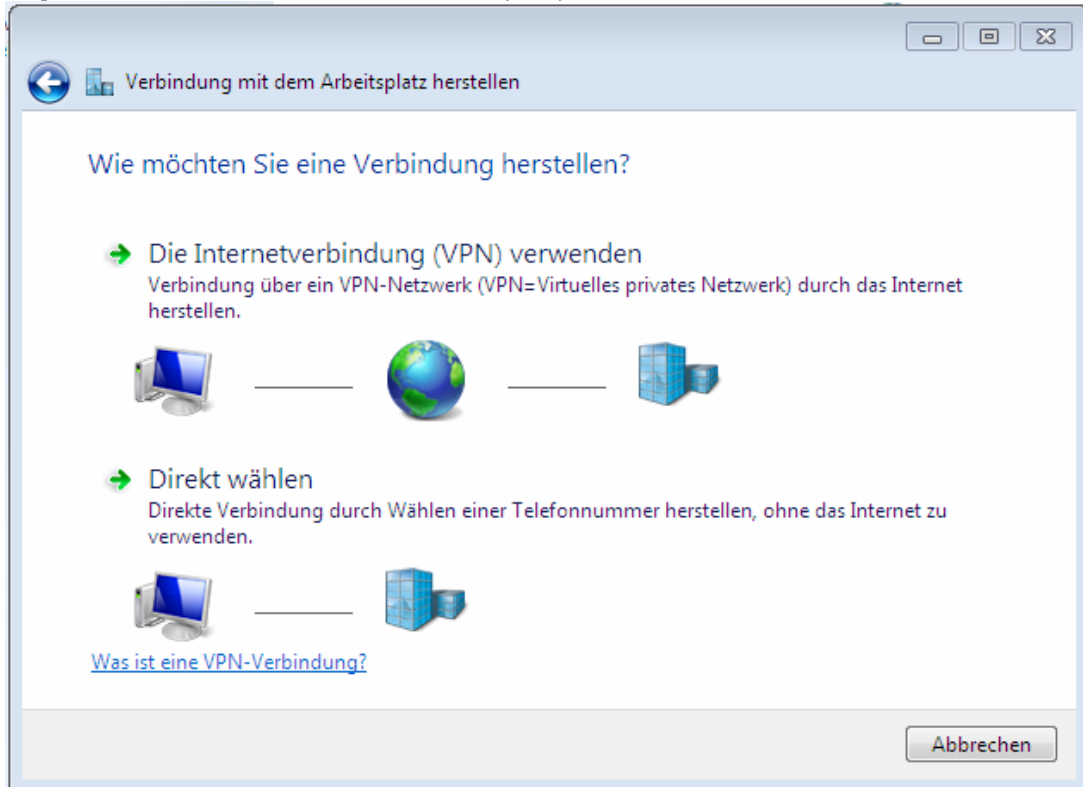 Verbindung mit dem Arbeitsplatz herstellen
Wie möchten Sie eine Verbindung herstellen?
Die Internetverbindung (VPN) verwenden
Verbindung über ein VPN-Netzwerk (VPN=Virtuelles privates Netzwerk) durch das Internet
herstellen.
Direkt wählen
Direkte Verbindung durch Wählen einer Telefonnummer herstellen, ohne das Internet zu
verwenden.
Was ist eine VPN-Verbindung?
Abbrechen